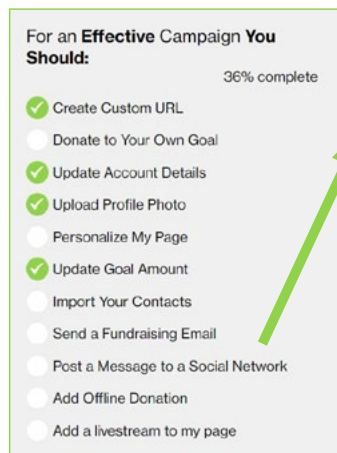 For an Effective Campaign You
Should:
36% complete
Create Custom URL
Donate to Your Own Goal
Update Account Details
Upload Profile Photo
Personalize My Page
Update Goal Amount
Import Your Contacts
Send a Fundraising Email
Post a Message to a Social Network
Add Offline Donation
Add a livestream to my page